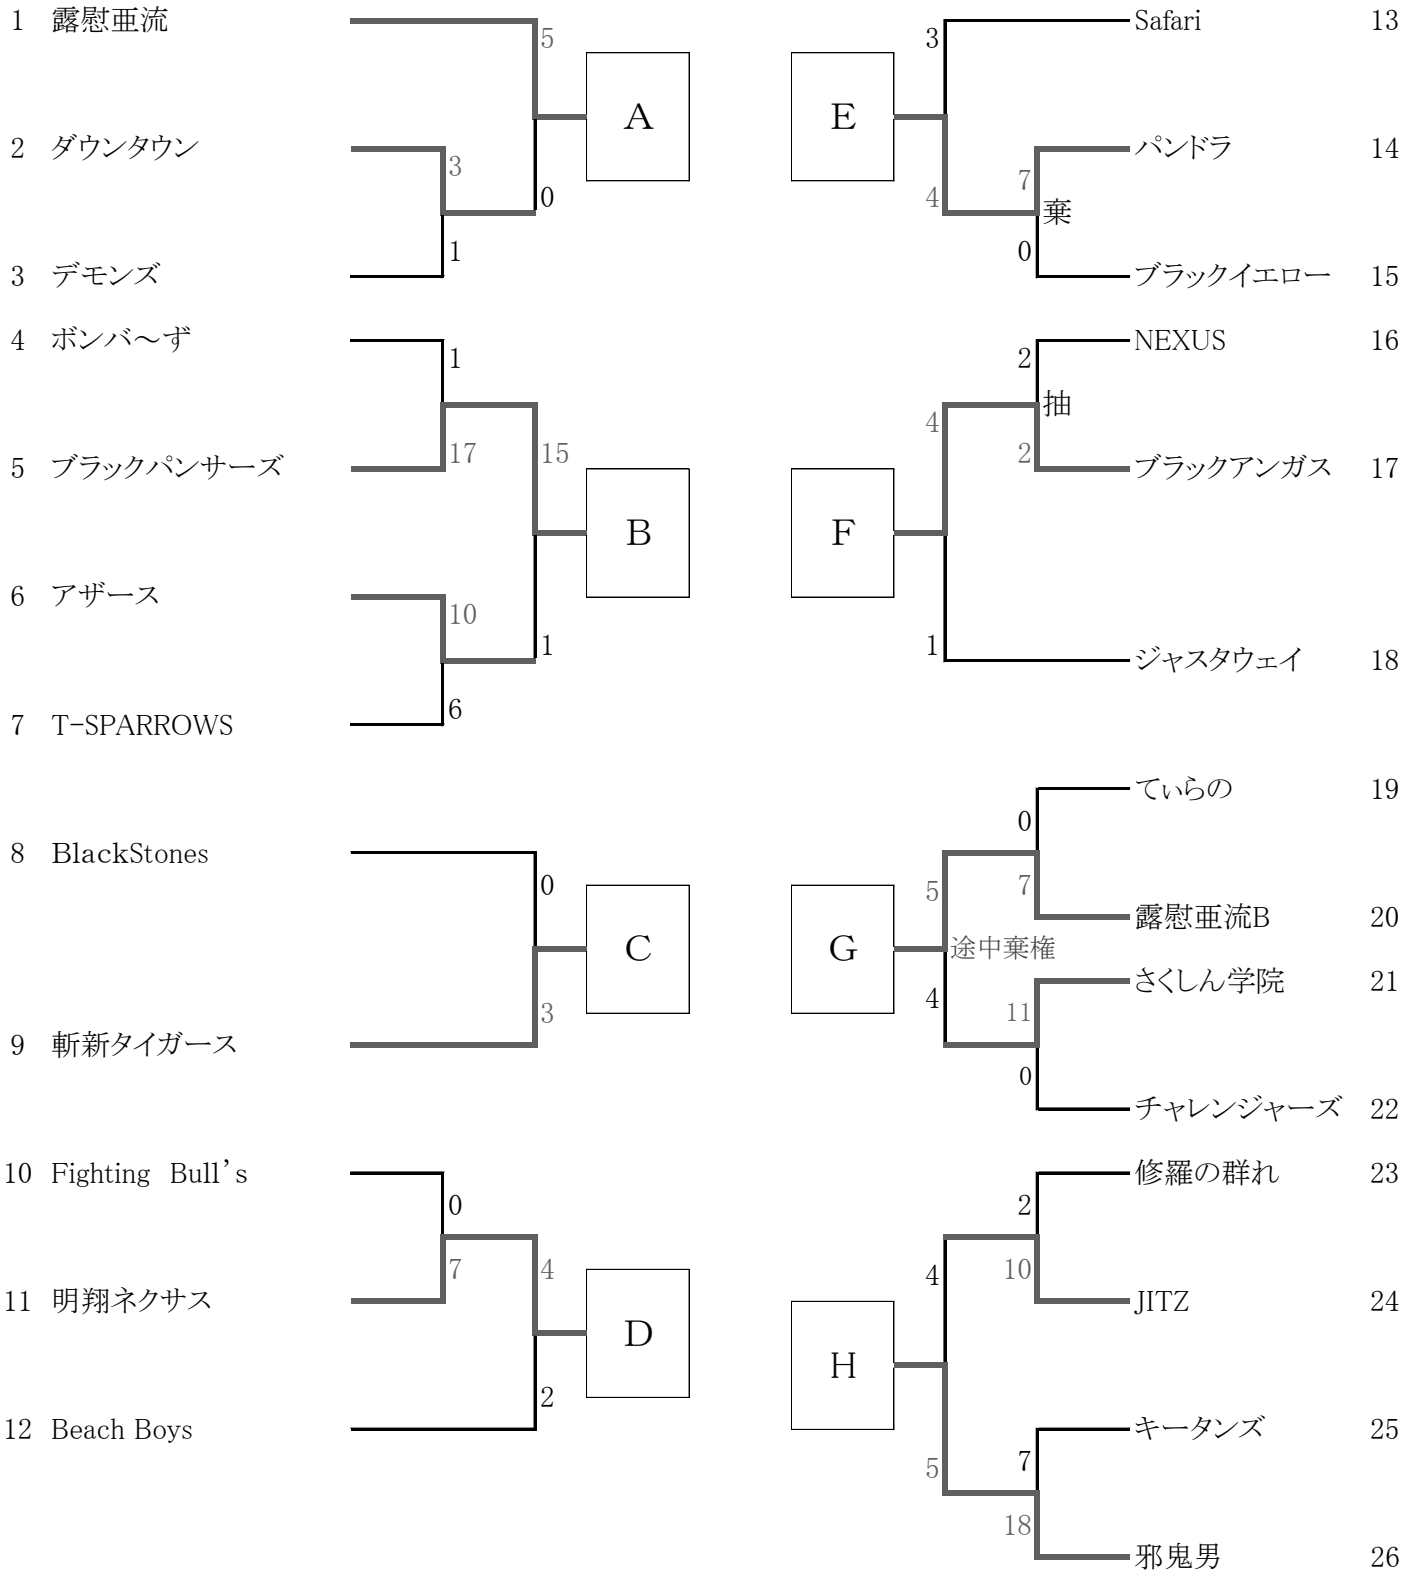 1 露慰亜流
5
A
2 ダウンタウン
3
0
1
3 デモンズ
4 ボンバ～ず
1
17
15
5 ブラックパンサーズ
B
6 アザース
10
1
6
7 T-SPARROWS
8 BlackStones
0
C
3
9 斬新タイガース
10 Fighting Bull's
0
7
4
11 明翔ネクサス
D
2
12 Beach Boys
Safari 13
3
E
パンドラ 14
7
4
棄
0
ブラックイエロー 15
NEXUS 16
2
抽
4
2
ブラックアンガス 17
F
1
ジャスタウェイ 18
てぃらの 19
0
5
7
露慰亜流B 20
G
途中棄権
さくしん学院 21
4
11
0
チャレンジャーズ 22
修羅の群れ 23
2
4
10
JITZ 24
H
キータンズ 25
7
5
18
邪鬼男 26